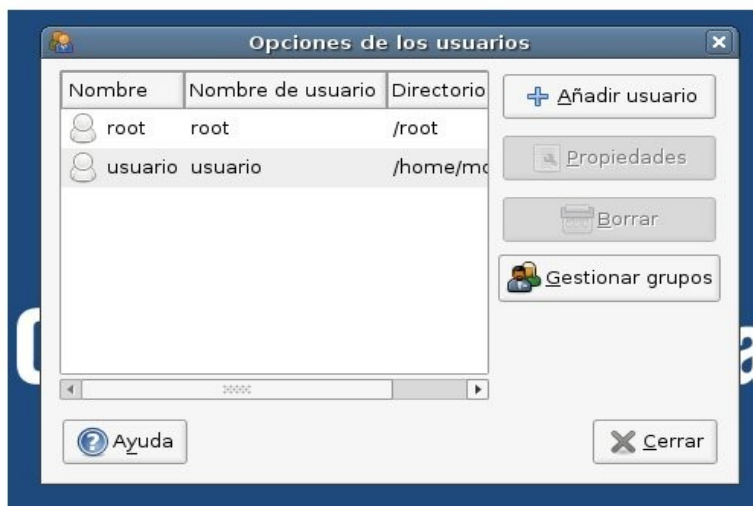 Opciones de los usuarios
Nombre Nombre de usuario Directorio
root root /root
usuario usuario /home/mo
Añadir usuario
Propiedades
Borrar
Gestionar grupos
Ayuda
Cerrar